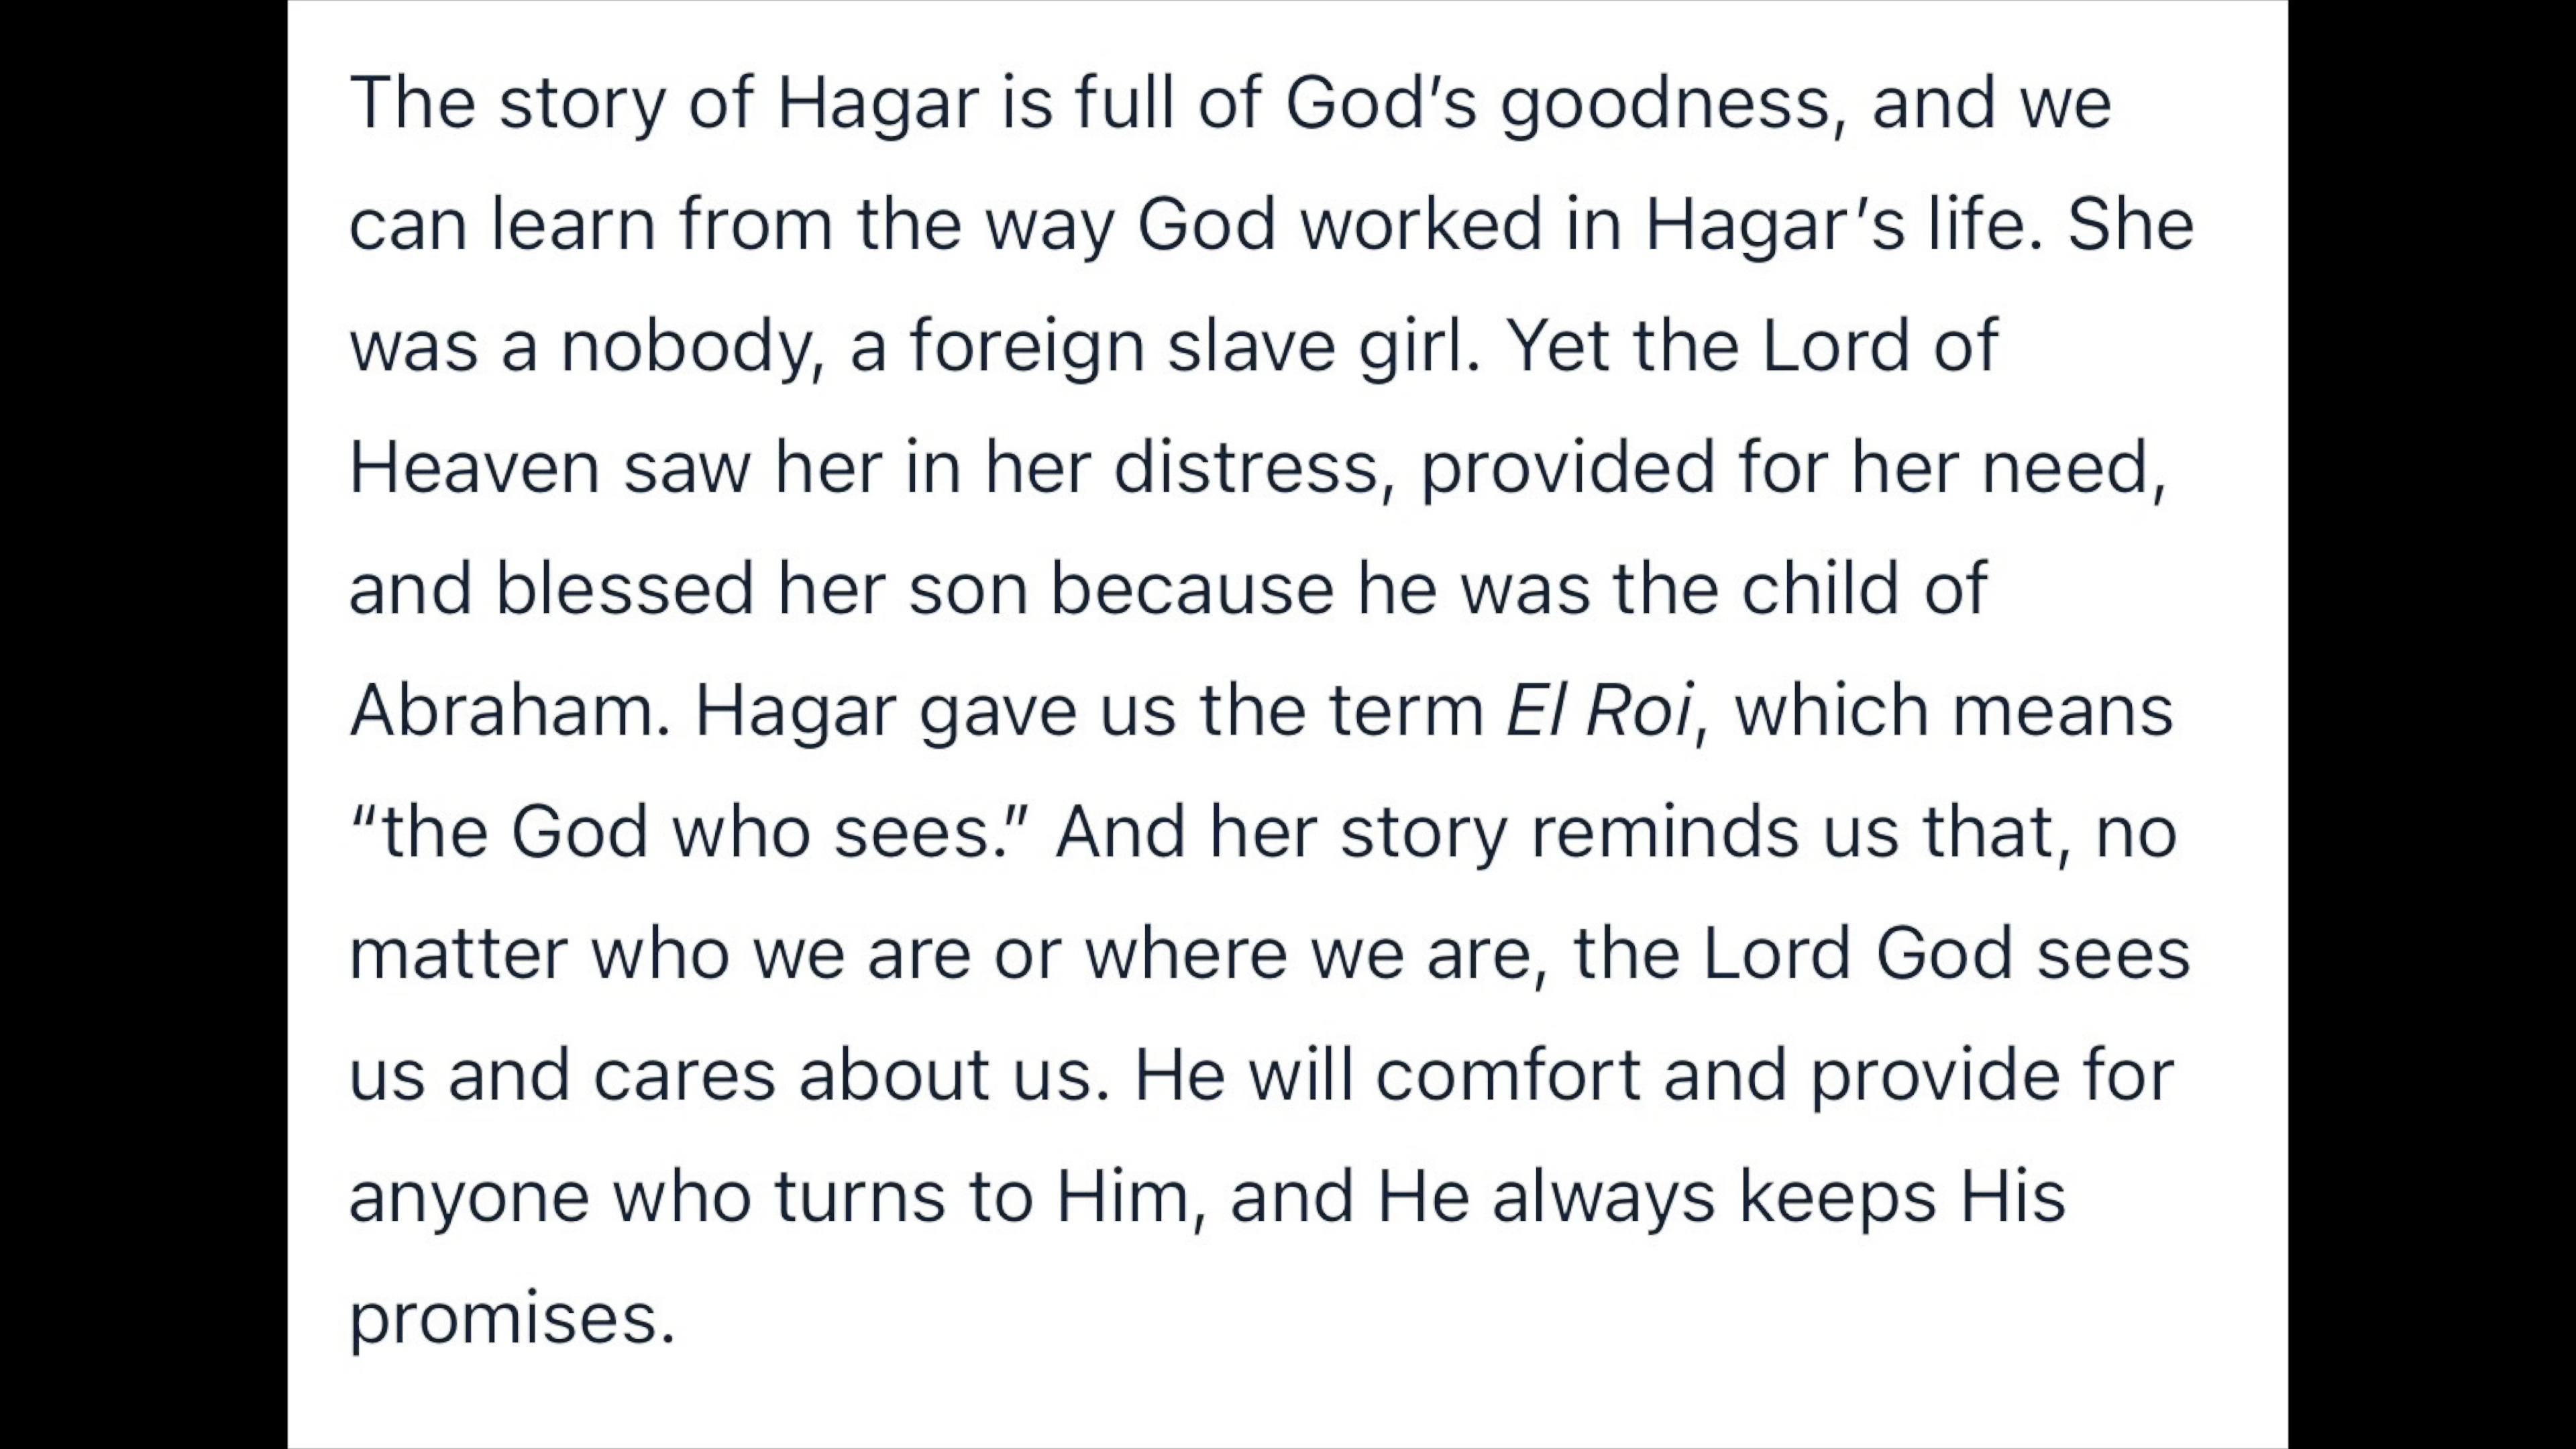 The story of Hagar is full of God’s goodness, and we
can learn from the way God worked in Hagar’s life. She
was a nobody, a foreign slave girl. Yet the Lord of
Heaven saw her in her distress, provided for her need,
and blessed her son because he was the child of
Abraham. Hagar gave us the term El Roi, which means
“the God who sees.” And her story reminds us that, no
matter who we are or where we are, the Lord God sees
us and cares about us. He will comfort and provide for
anyone who turns to Him, and He always keeps His
promises.